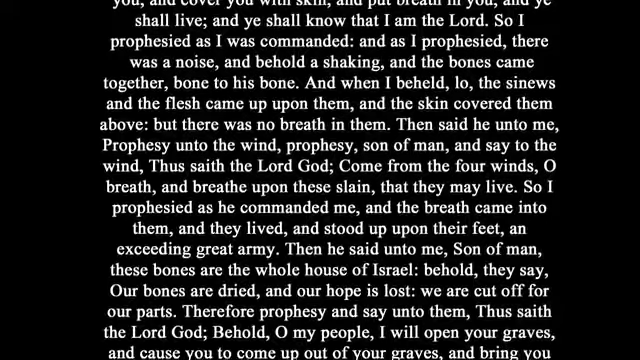 you, and cover you with skin, and put breath in you, and ye
shall live; and ye shall know that I am the Lord. So I
prophesied as I was commanded: and as I prophesied, there
was a noise, and behold a shaking, and the bones came
together, bone to his bone. And when I beheld, lo, the sinews
and the flesh came up upon them, and the skin covered them
above: but there was no breath in them. Then said he unto me,
Prophesy unto the wind, prophesy, son of man, and say to the
wind, Thus saith the Lord God; Come from the four winds, O
breath, and breathe upon these slain, that they may live. So I
prophesied as he commanded me, and the breath came into
them, and they lived, and stood up upon their feet, an
exceeding great army. Then he said unto me, Son of man,
these bones are the whole house of Israel: behold, they say,
Our bones are dried, and our hope is lost: we are cut off for
our parts. Therefore prophesy and say unto them, Thus saith
the Lord God; Behold, O my people, I will open your graves,
and cause you to come up out of your graves, and bring you